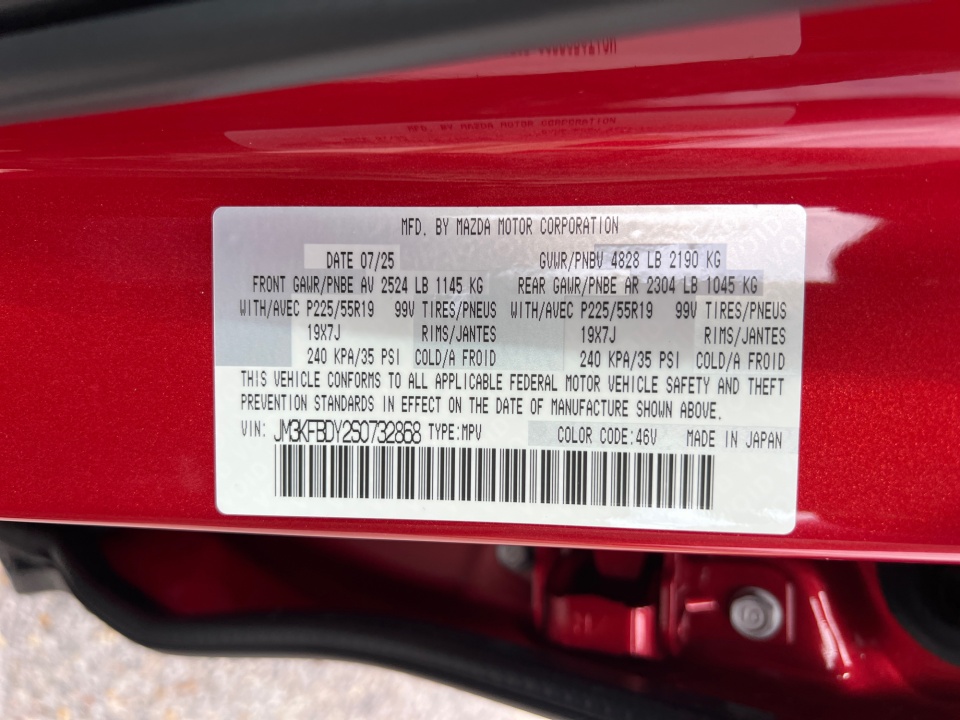 MFD. BY MAZDA MOTOR CORPORATION
DATE 07/25 GVWR/PNBV 4828 LB 2190 KG
FRONT GAWR/PNBE AV 2524 LB 1145 KG REAR GAWR/PNBE AR 2304 LB 1045 KG
WITH/AVEC P225/55R19 99V TIRES/PNEUS WITH/AVEC P225/55R19 99V TIRES/PNEUS
19X7J RIMS/JANTES 19X7J RIMS/JANTES
240 KPA/35 PSI COLD/A FROID 240 KPA/35 PSI COLD/A FROID
THIS VEHICLE CONFORMS TO ALL APPLICABLE FEDERAL MOTOR VEHICLE SAFETY AND THEFT
PREVENTION STANDARDS IN EFFECT ON THE DATE OF MANUFACTURE SHOWN ABOVE.
VIN: JM3KFBDY2S0732868 TYPE:MPV COLOR CODE:46V MADE IN JAPAN